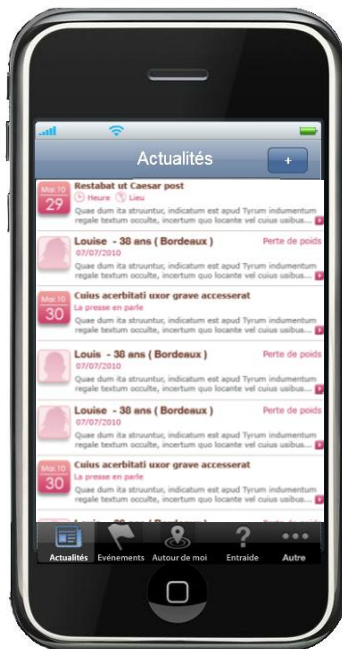 Actualités
+
Mai.10
29
Restabat ut Caesar post
Heure Lieu
Quae dum ita struuntur, indicatum est apud Tyrum indumentum
regale textum occulte, incertum quo locante vel cuius usibus...
Louise - 38 ans ( Bordeaux )
Perte de poids
07/07/2010
Quae dum ita struuntur, indicatum est apud Tyrum indumentum
regale textum occulte, incertum quo locante vel cuius usibus...
Mai.10
30
Cuius acerbitati uxor grave accesserat
La presse en parle
Quae dum ita struuntur, indicatum est apud Tyrum indumentum
regale textum occulte, incertum quo locante vel cuius usibus...
Louis - 38 ans ( Bordeaux )
Perte de poids
07/07/2010
Quae dum ita struuntur, indicatum est apud Tyrum indumentum
regale textum occulte, incertum quo locante vel cuius usibus...
Louise - 38 ans ( Bordeaux )
Perte de poids
07/07/2010
Quae dum ita struuntur, indicatum est apud Tyrum indumentum
regale textum occulte, incertum quo locante vel cuius usibus...
Mai.10
30
Cuius acerbitati uxor grave accesserat
La presse en parle
Quae dum ita struuntur, indicatum est apud Tyrum indumentum
regale textum occulte, incertum quo locante vel cuius usibus...
Actualités Evénements Autour de moi Entraide Autre